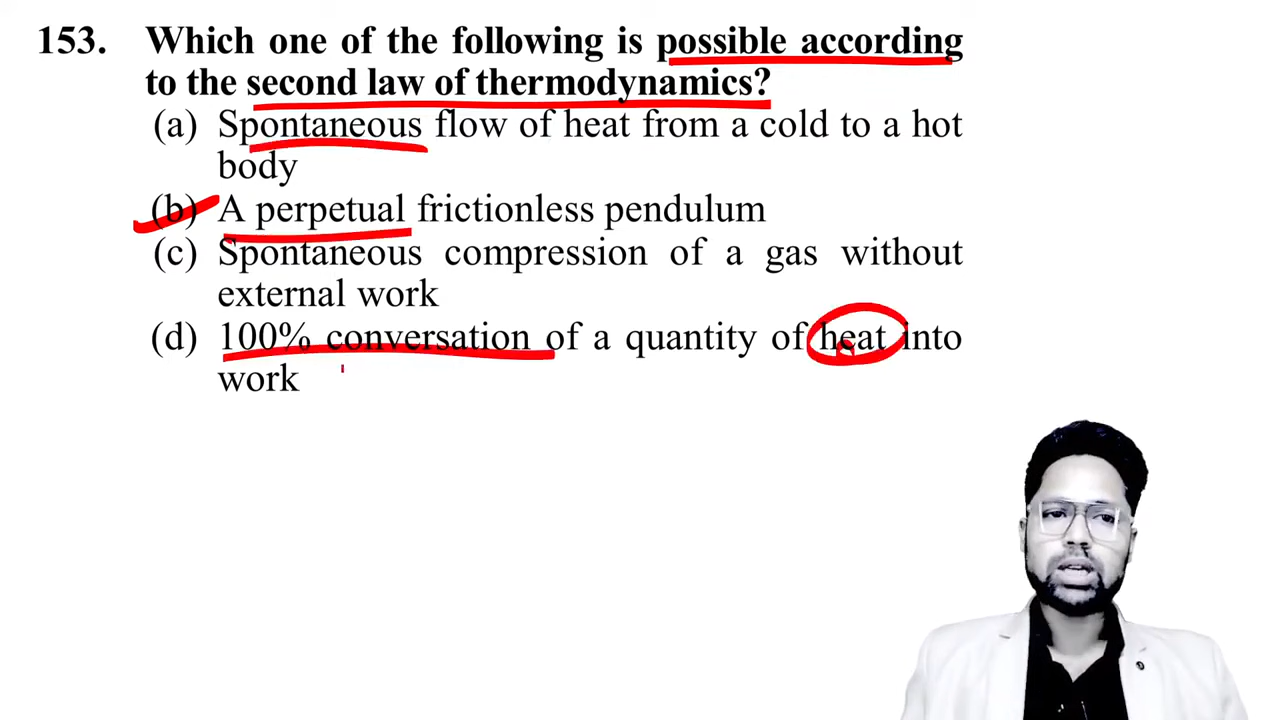 153. Which one of the following is possible according
to the second law of thermodynamics?
(a) Spontaneous flow of heat from a cold to a hot
body
(b) A perpetual frictionless pendulum
(c) Spontaneous compression of a gas without
external work
(d) 100% conversation of a quantity of heat into
work